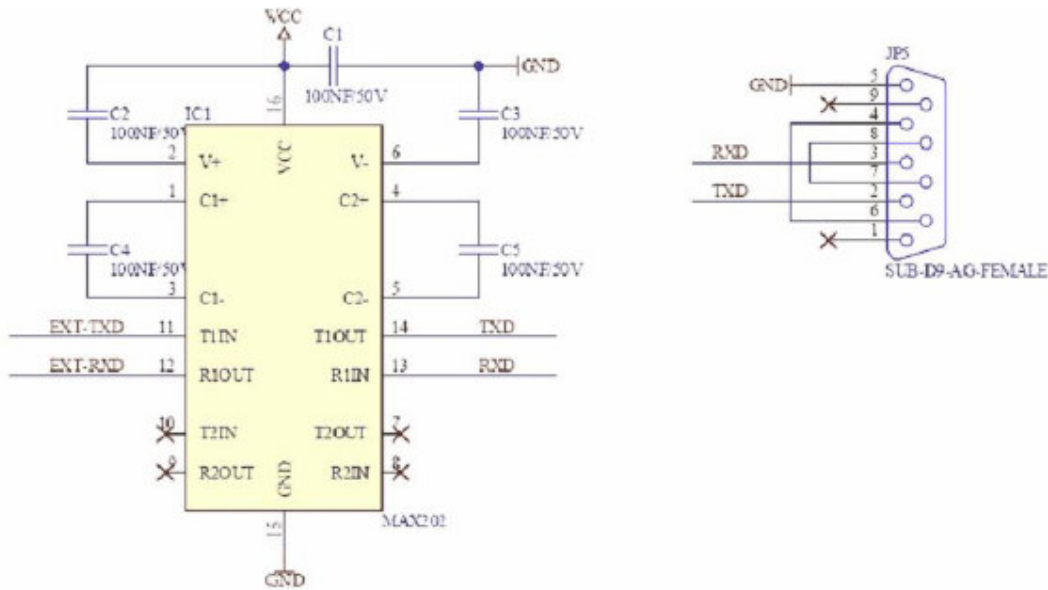 VCC
C1
100NF/50V
GND
C2
100NF/50V
C3
100NF/50V
IC1
16
VCC
2
V+
V-
6
1
C1+
C2+
4
C4
100NF/50V
C5
100NF/50V
3
C1-
C2-
5
EXT-TXD
11
T1IN
T1OUT
14
TXD
EXT-RXD
12
R1OUT
R1IN
13
RXD
10
T2IN
T2OUT
7
9
R2OUT
R2IN
8
GND
15
MAX202
GND
JP5
GND
5
9
4
8
RXD
3
7
TXD
2
6
1
SUB-D9-AG-FEMALE